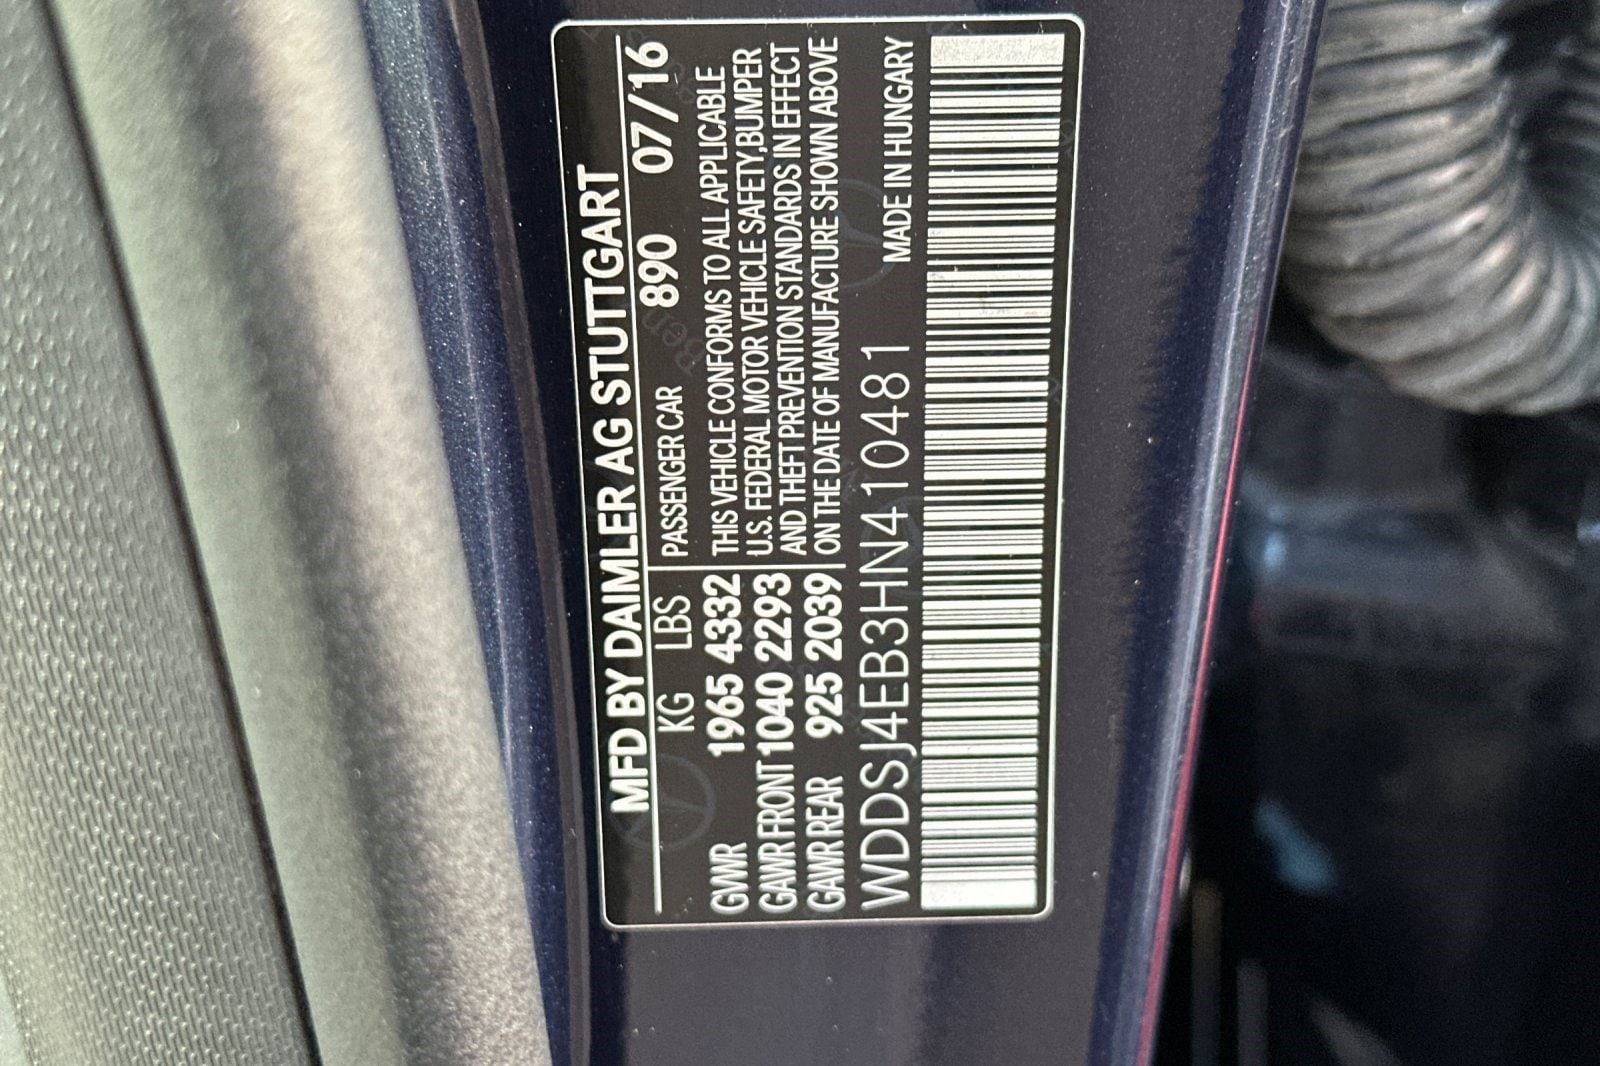 MFD BY DAIMLER AG STUTTGART
KG LBS PASSENGER CAR 890 07/16
GVWR 1965 4332 THIS VEHICLE CONFORMS TO ALL APPLICABLE
GAWR FRONT 1040 2293 U.S. FEDERAL MOTOR VEHICLE SAFETY,BUMPER
GAWR REAR 925 2039 AND THEFT PREVENTION STANDARDS IN EFFECT
ON THE DATE OF MANUFACTURE SHOWN ABOVE
WDDSJ4EB3HN410481 MADE IN HUNGARY